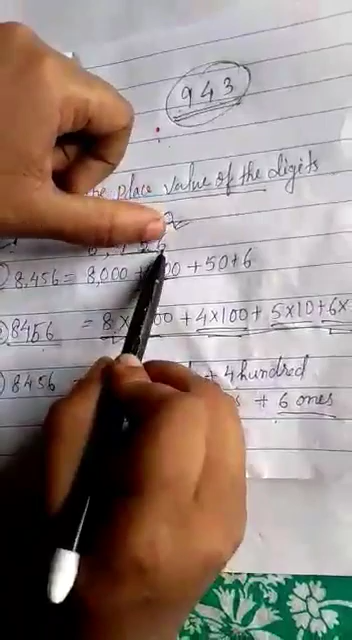 943
place value of the digits
8,456 = 8,000 + 00 + 50 + 6
8456 = 8 × 00 + 4×100 + 5×10 + 6×
8456 + 4 hundred
+ 6 ones